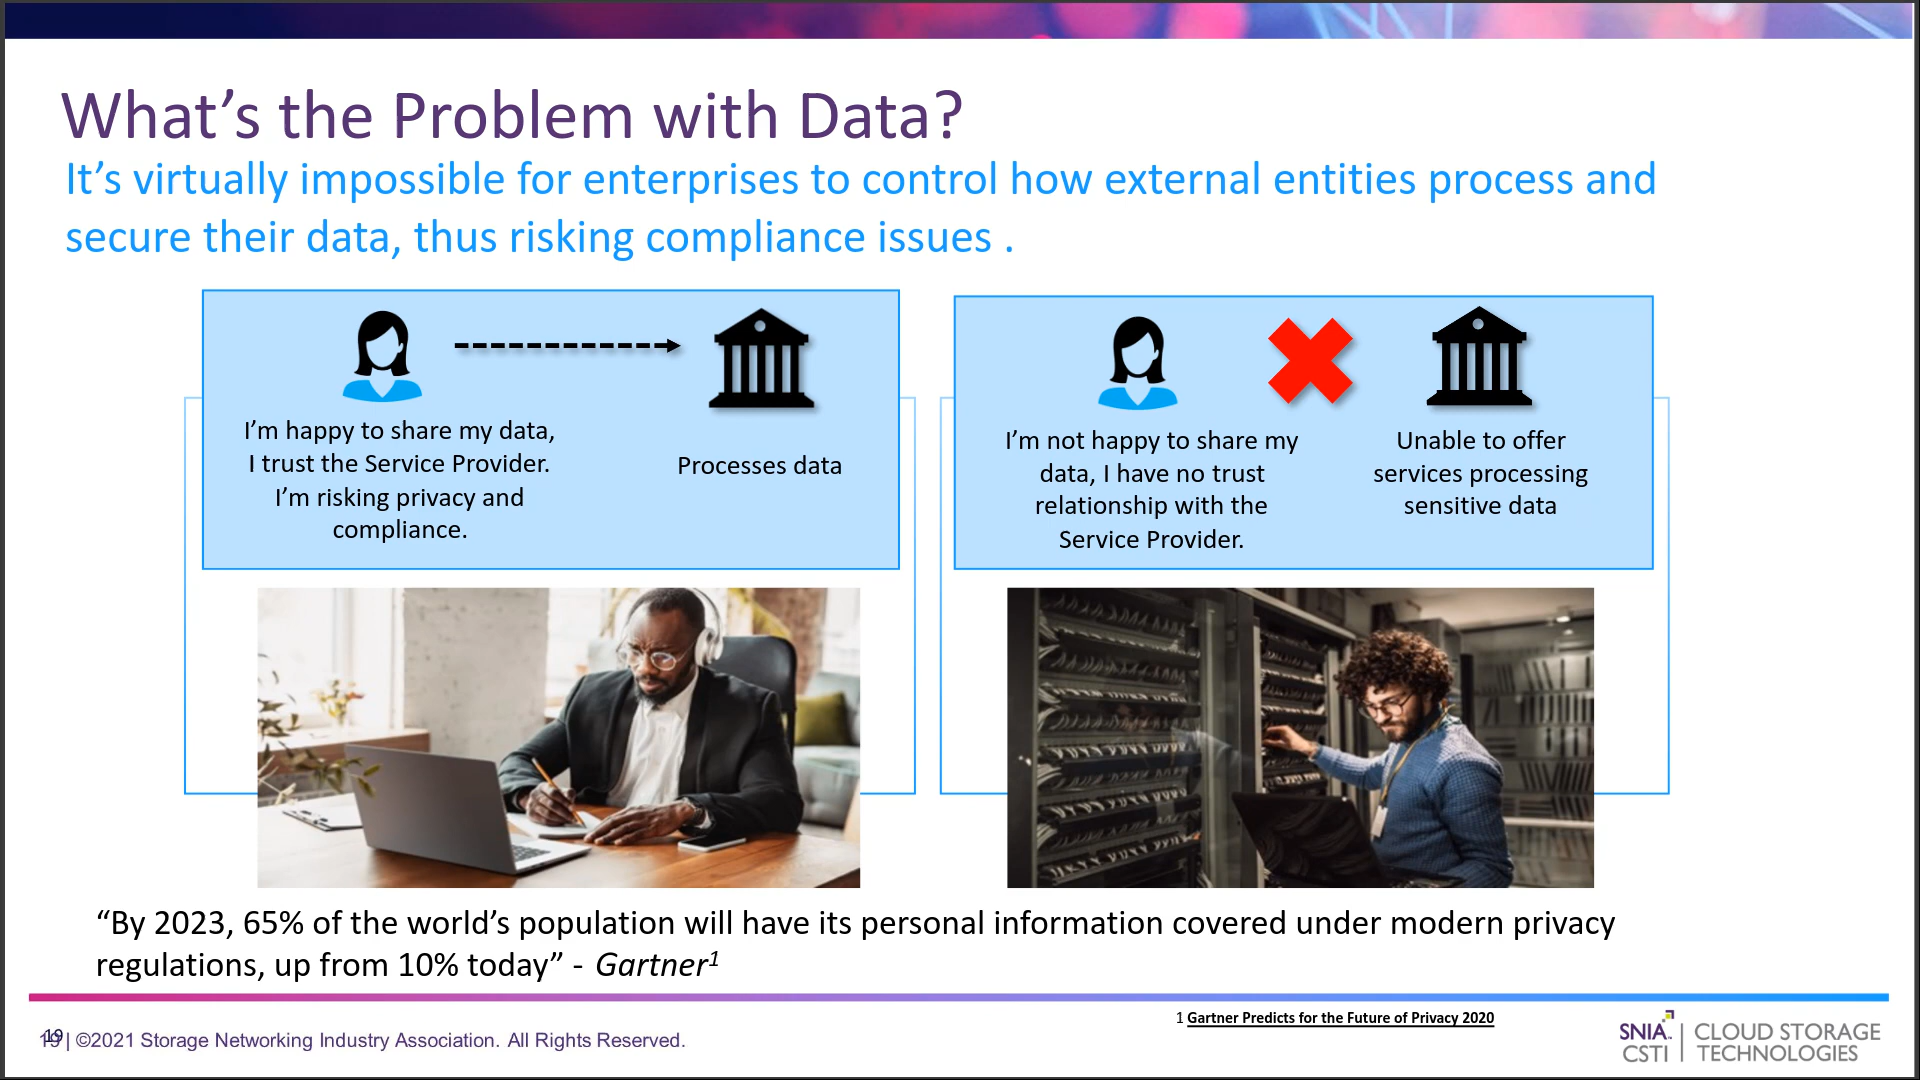 What’s the Problem with Data?
It’s virtually impossible for enterprises to control how external entities process and
secure their data, thus risking compliance issues .
I’m happy to share my data,
I trust the Service Provider.
I’m risking privacy and
compliance.
Processes data
I’m not happy to share my
data, I have no trust
relationship with the
Service Provider.
Unable to offer
services processing
sensitive data
“By 2023, 65% of the world’s population will have its personal information covered under modern privacy
regulations, up from 10% today” - Gartner1
1 Gartner Predicts for the Future of Privacy 2020
19 | ©2021 Storage Networking Industry Association. All Rights Reserved.
SNIA
CSTI
CLOUD STORAGE
TECHNOLOGIES